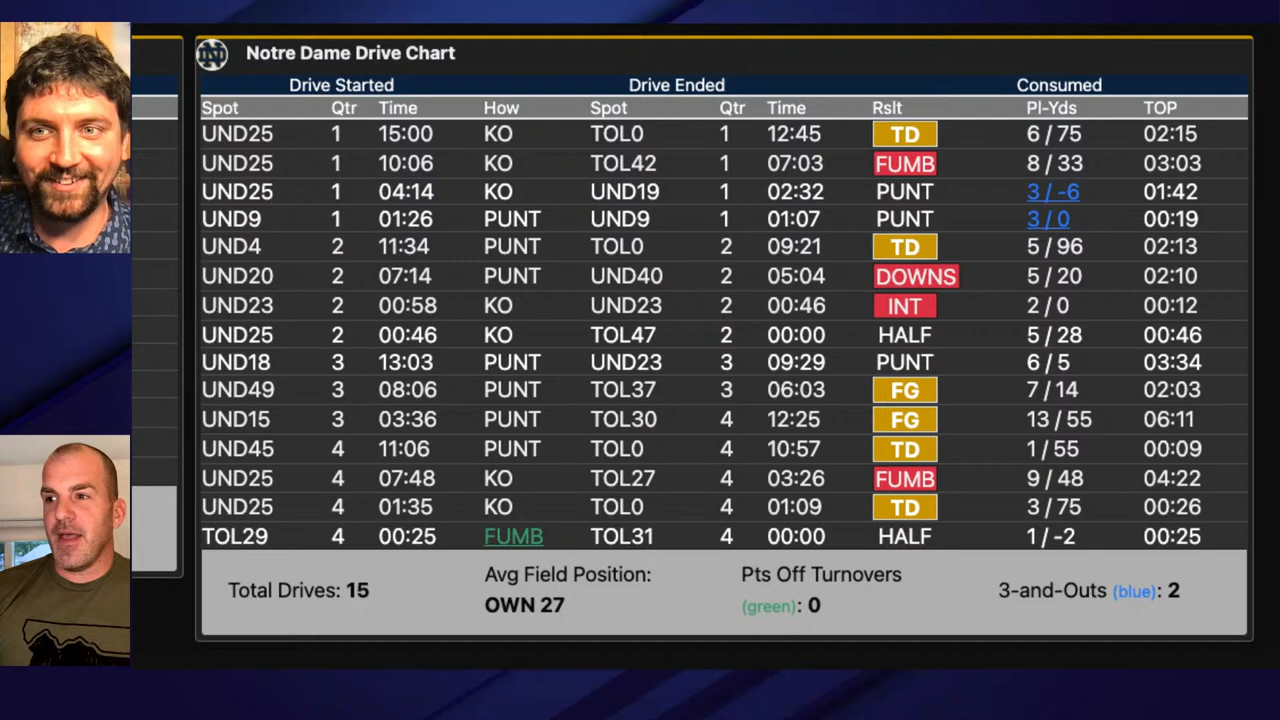 Notre Dame Drive Chart
Drive Started Drive Ended Consumed
Spot Qtr Time How Spot Qtr Time Rslt Pl-Yds TOP
UND25 1 15:00 KO TOL0 1 12:45 TD 6 / 75 02:15
UND25 1 10:06 KO TOL42 1 07:03 FUMB 8 / 33 03:03
UND25 1 04:14 KO UND19 1 02:32 PUNT 3 / -6 01:42
UND9 1 01:26 PUNT UND9 1 01:07 PUNT 3 / 0 00:19
UND4 2 11:34 PUNT TOL0 2 09:21 TD 5 / 96 02:13
UND20 2 07:14 PUNT UND40 2 05:04 DOWNS 5 / 20 02:10
UND23 2 00:58 KO UND23 2 00:46 INT 2 / 0 00:12
UND25 2 00:46 KO TOL47 2 00:00 HALF 5 / 28 00:46
UND18 3 13:03 PUNT UND23 3 09:29 PUNT 6 / 5 03:34
UND49 3 08:06 PUNT TOL37 3 06:03 FG 7 / 14 02:03
UND15 3 03:36 PUNT TOL30 4 12:25 FG 13 / 55 06:11
UND45 4 11:06 PUNT TOL0 4 10:57 TD 1 / 55 00:09
UND25 4 07:48 KO TOL27 4 03:26 FUMB 9 / 48 04:22
UND25 4 01:35 KO TOL0 4 01:09 TD 3 / 75 00:26
TOL29 4 00:25 FUMB TOL31 4 00:00 HALF 1 / -2 00:25
Total Drives: 15
Avg Field Position:
OWN 27
Pts Off Turnovers
(green): 0
3-and-Outs (blue): 2